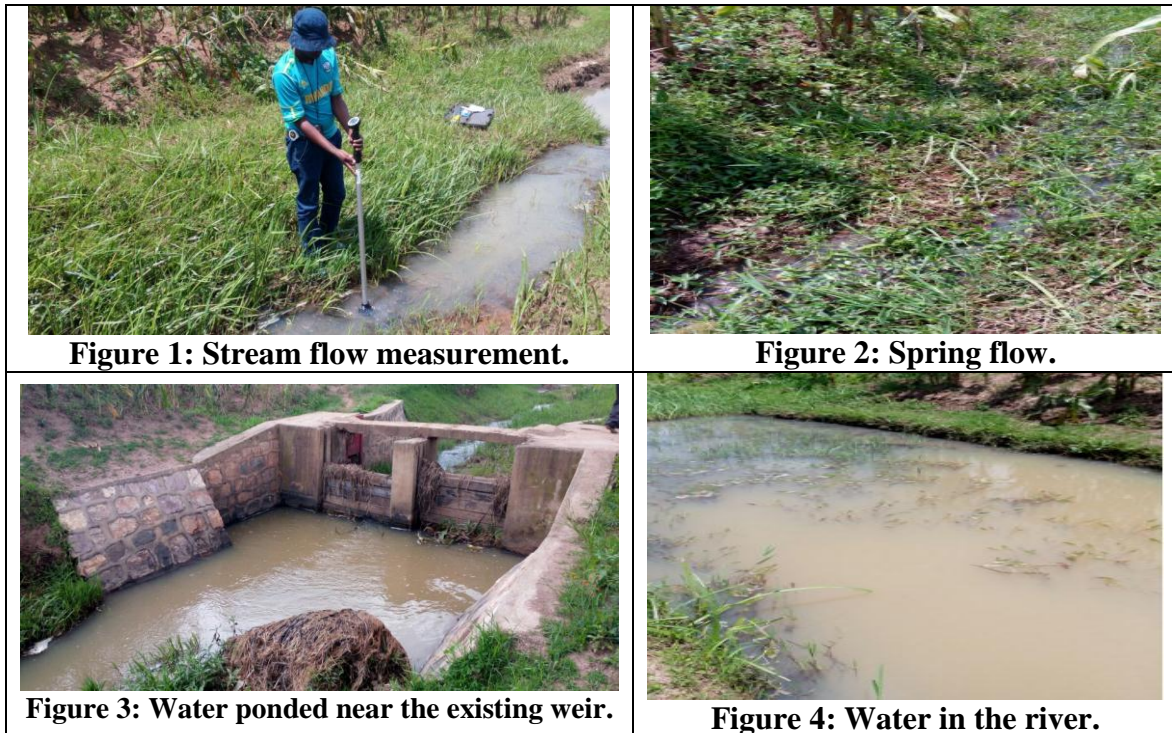 Figure 1: Stream flow measurement.
Figure 2: Spring flow.
Figure 3: Water ponded near the existing weir.
Figure 4: Water in the river.